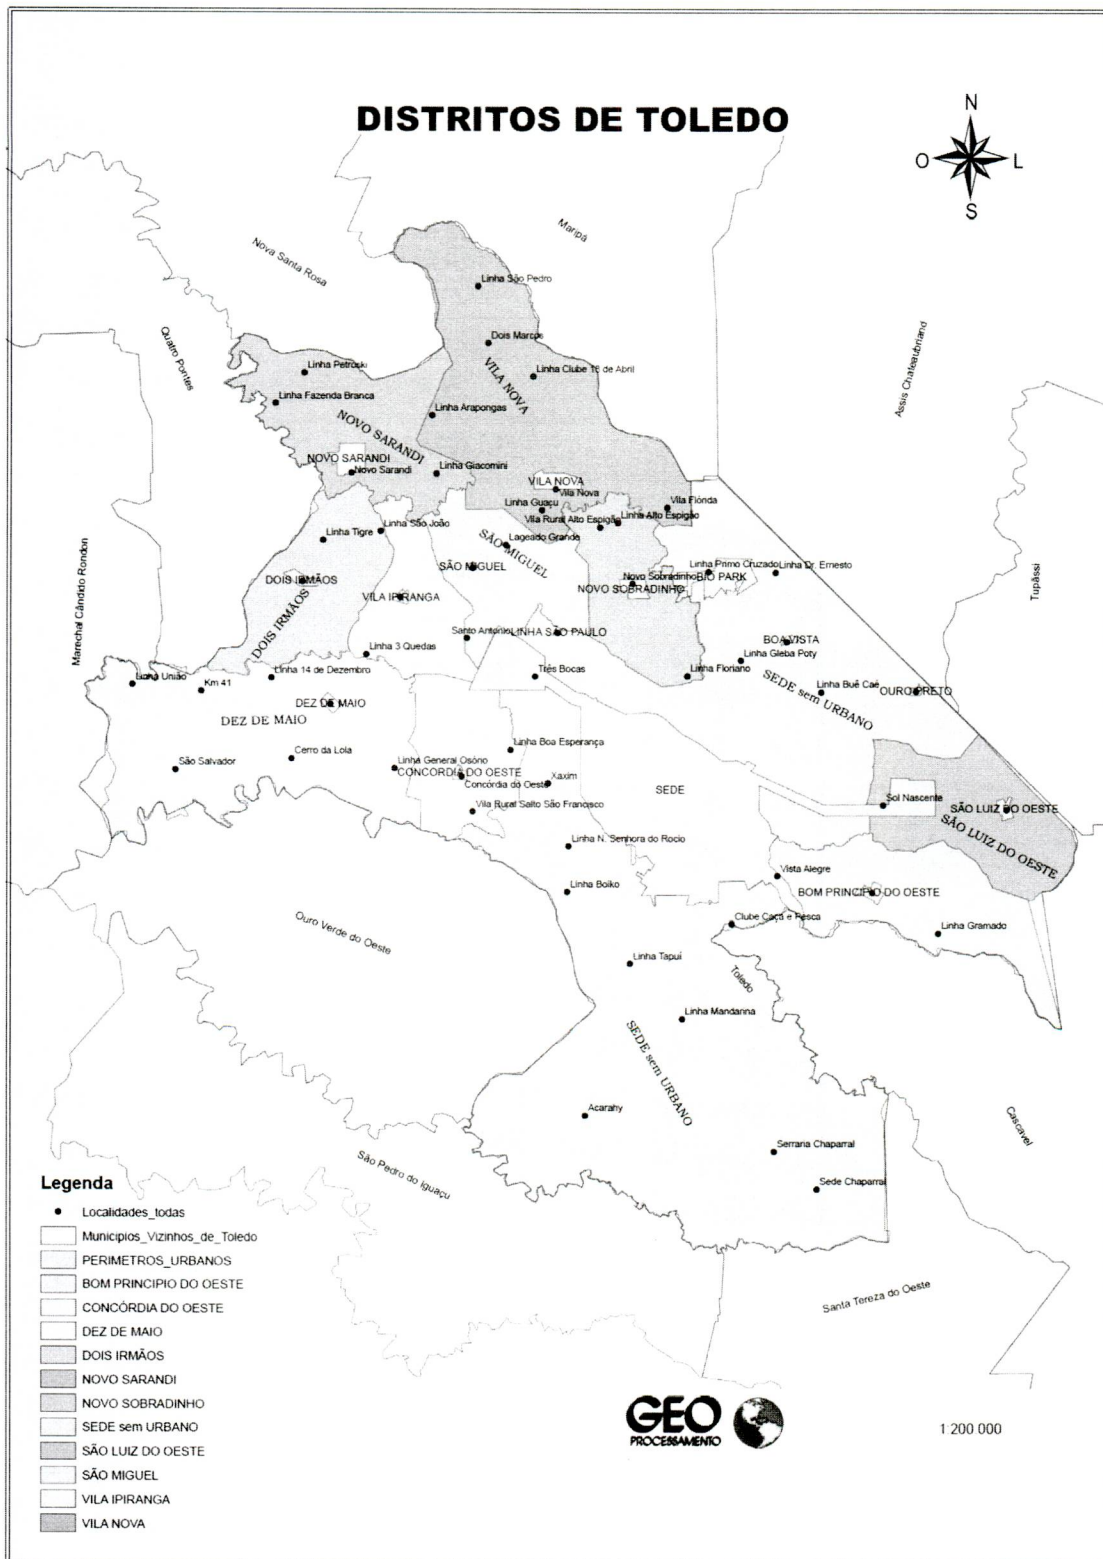 DISTRITOS DE TOLEDO
N
O
L
S
Maripá
Nova Santa Rosa
Quatro Pontes
Assis Chateaubriand
Tupãssi
Marechal Cândido Rondon
Linha São Pedro
Dois Marcos
VILA NOVA
Linha Clube 16 de Abril
Linha Petroski
Linha Fazenda Branca
Linha Arapongas
NOVO SARANDI
NOVO SARANDI
Novo Sarandi
Linha Giacomini
VILA NOVA
Vila Nova
Linha Guaçu
Vila Flórida
Vila Rural Alto Espigão
Linha Alto Espigão
Linha São João
Linha Tigre
Lageado Grande
SÃO MIGUEL
SÃO MIGUEL
DOIS IRMÃOS
DOIS IRMÃOS
VILA IPIRANGA
Linha Primo Cruzado
Linha Dr. Ernesto
Novo Sobradinho
BIO PARK
NOVO SOBRADINHO
Santo Antonio
LINHA SÃO PAULO
BOA VISTA
Linha 3 Quedas
Linha Gleba Poty
Linha União
Km 41
Linha 14 de Dezembro
Três Bocas
Linha Floriano
SEDE sem URBANO
Linha Buê Caé
OURO PRETO
DEZ DE MAIO
DEZ DE MAIO
Linha Boa Esperança
São Salvador
Cerro da Lola
Linha General Osório
CONCORDIA DO OESTE
Concórdia do Oeste
Xaxim
SEDE
Sol Nascente
SÃO LUIZ DO OESTE
SÃO LUIZ DO OESTE
Vila Rural Salto São Francisco
Linha N. Senhora do Rocio
Vista Alegre
BOM PRINCIPIO DO OESTE
Linha Boiko
Ouro Verde do Oeste
Clube Caça e Pesca
Linha Gramado
Linha Tapuí
Toledo
Linha Mandarina
SEDE sem URBANO
Acarahy
Cascavel
Serraria Chaparral
Sede Chaparral
São Pedro do Iguaçu
Santa Tereza do Oeste
Legenda
Localidades_todas
Municipios_Vizinhos_de_Toledo
PERIMETROS_URBANOS
BOM PRINCIPIO DO OESTE
CONCÓRDIA DO OESTE
DEZ DE MAIO
DOIS IRMÃOS
NOVO SARANDI
NOVO SOBRADINHO
SEDE sem URBANO
SÃO LUIZ DO OESTE
SÃO MIGUEL
VILA IPIRANGA
VILA NOVA
GEO
PROCESSAMENTO
1:200 000